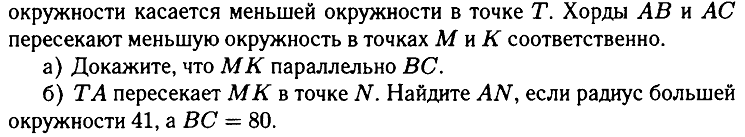 окружности касается меньшей окружности в точке T. Хорды AB и AC
пересекают меньшую окружность в точках M и K соответственно.
а) Докажите, что MK параллельно BC.
б) TA пересекает MK в точке N. Найдите AN, если радиус большей
окружности 41, а BC = 80.